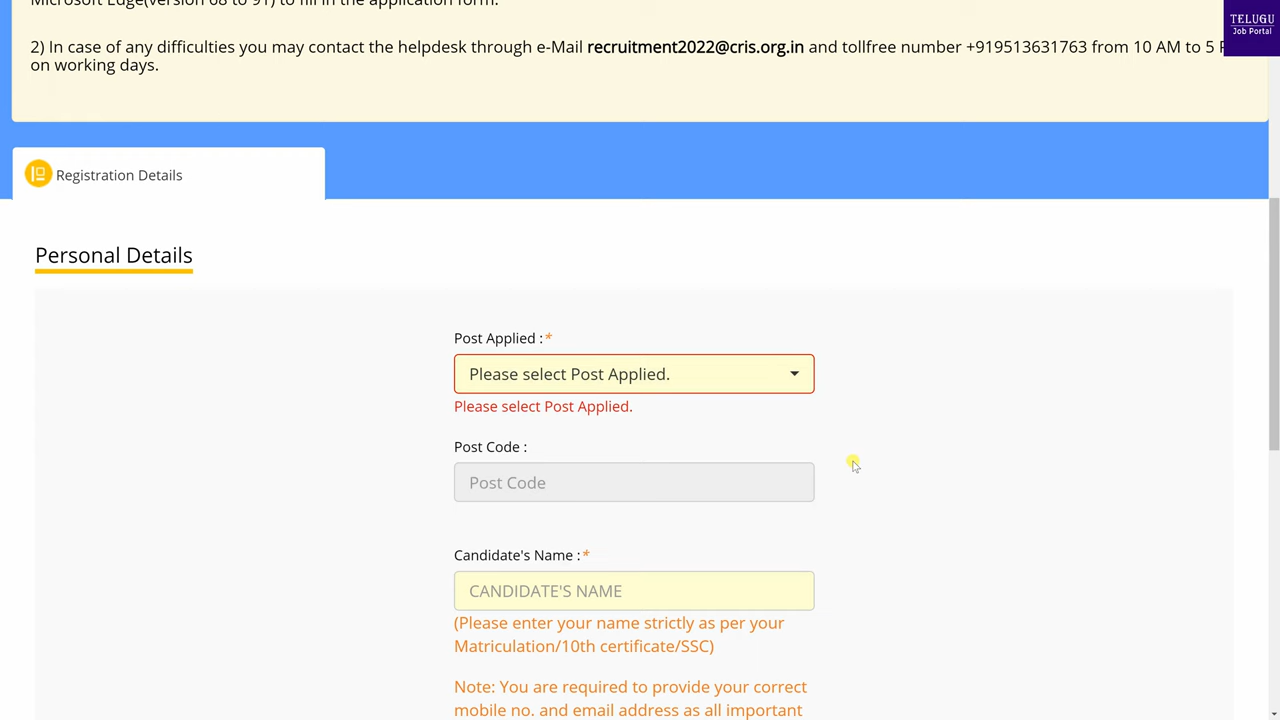 Microsoft Edge(version 68 to 91) to fill in the application form.
TELUGU
Job Portal
2) In case of any difficulties you may contact the helpdesk through e-Mail recruitment2022@cris.org.in and tollfree number +919513631763 from 10 AM to 5
on working days.
Registration Details
Personal Details
Post Applied :*
Please select Post Applied.
Please select Post Applied.
Post Code :
Post Code
Candidate's Name :*
CANDIDATE'S NAME
(Please enter your name strictly as per your
Matriculation/10th certificate/SSC)
Note: You are required to provide your correct
mobile no. and email address as all important